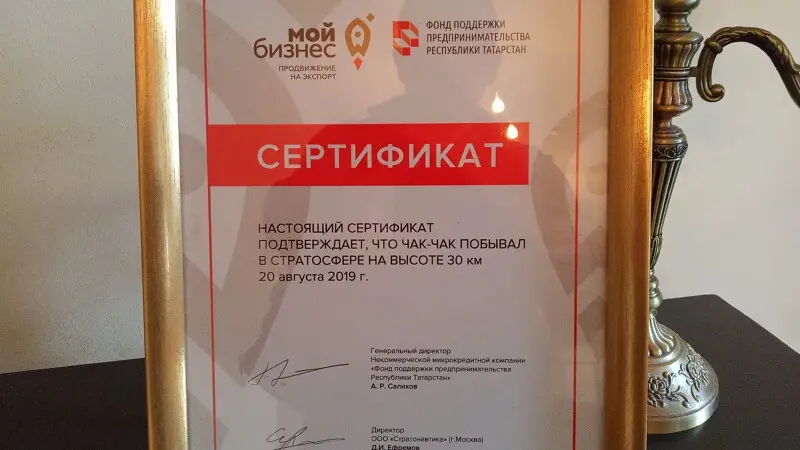 мой
бизнес
ПРОДВИЖЕНИЕ
НА ЭКСПОРТ
ФОНД ПОДДЕРЖКИ
ПРЕДПРИНИМАТЕЛЬСТВА
РЕСПУБЛИКИ ТАТАРСТАН
СЕРТИФИКАТ
НАСТОЯЩИЙ СЕРТИФИКАТ
ПОДТВЕРЖДАЕТ, ЧТО ЧАК-ЧАК ПОБЫВАЛ
В СТРАТОСФЕРЕ НА ВЫСОТЕ 30 км
20 августа 2019 г.
Генеральный директор
Некоммерческой микрокредитной компании
«Фонд поддержки предпринимательства
Республики Татарстан»
А. Р. Салихов
Директор
ООО «Стратонавтика» (г.Москва)
Д.И. Ефремов